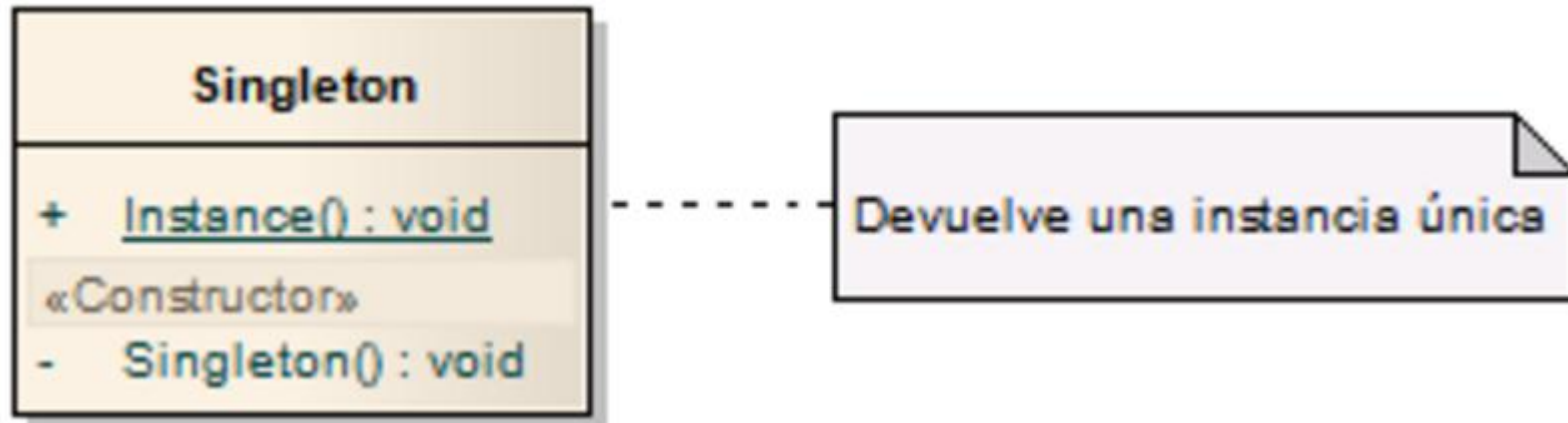 Singleton
+ Instance() : void
«Constructor»
- Singleton() : void
Devuelve una instancia única